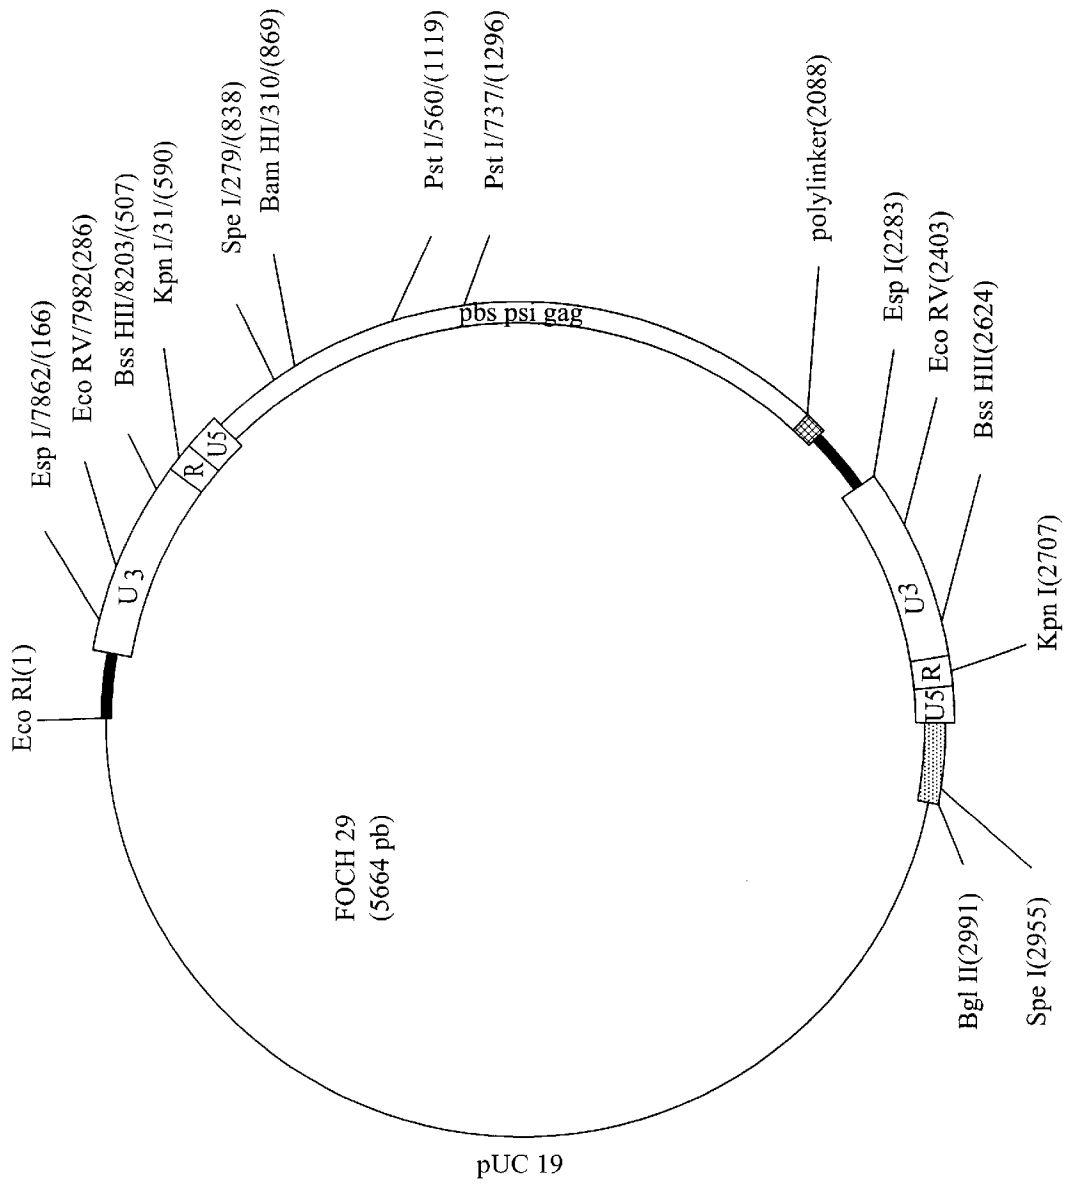 Eco RI(1)
Esp I/7862/(166)
Eco RV/7982(286)
Bss HII/8203/(507)
Kpn I/31/(590)
Spe I/279/(838)
Bam HI/310/(869)
Pst I/560/(1119)
Pst I/737/(1296)
polylinker(2088)
Esp I(2283)
Eco RV(2403)
Bss HII(2624)
Kpn I(2707)
Spe I(2955)
Bgl II(2991)
U3
R
U5
pbs psi gag
U3
R
U5
FOCH 29
(5664 pb)
pUC 19